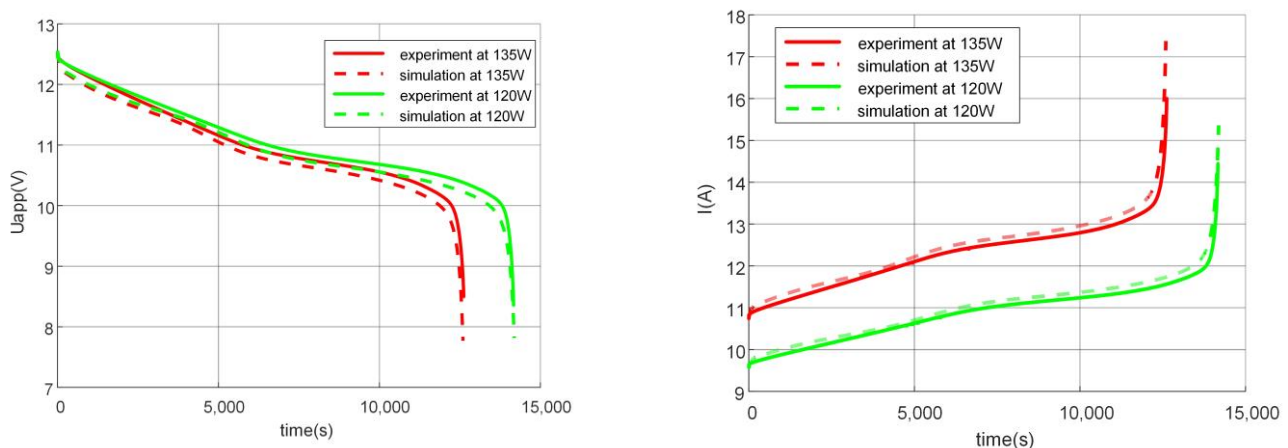 13
12
11
10
9
8
7
Uapp(V)
experiment at 135W
simulation at 135W
experiment at 120W
simulation at 120W
0
5,000
10,000
15,000
time(s)
18
17
16
15
14
13
12
11
10
9
I(A)
experiment at 135W
simulation at 135W
experiment at 120W
simulation at 120W
0
5,000
10,000
15,000
time(s)